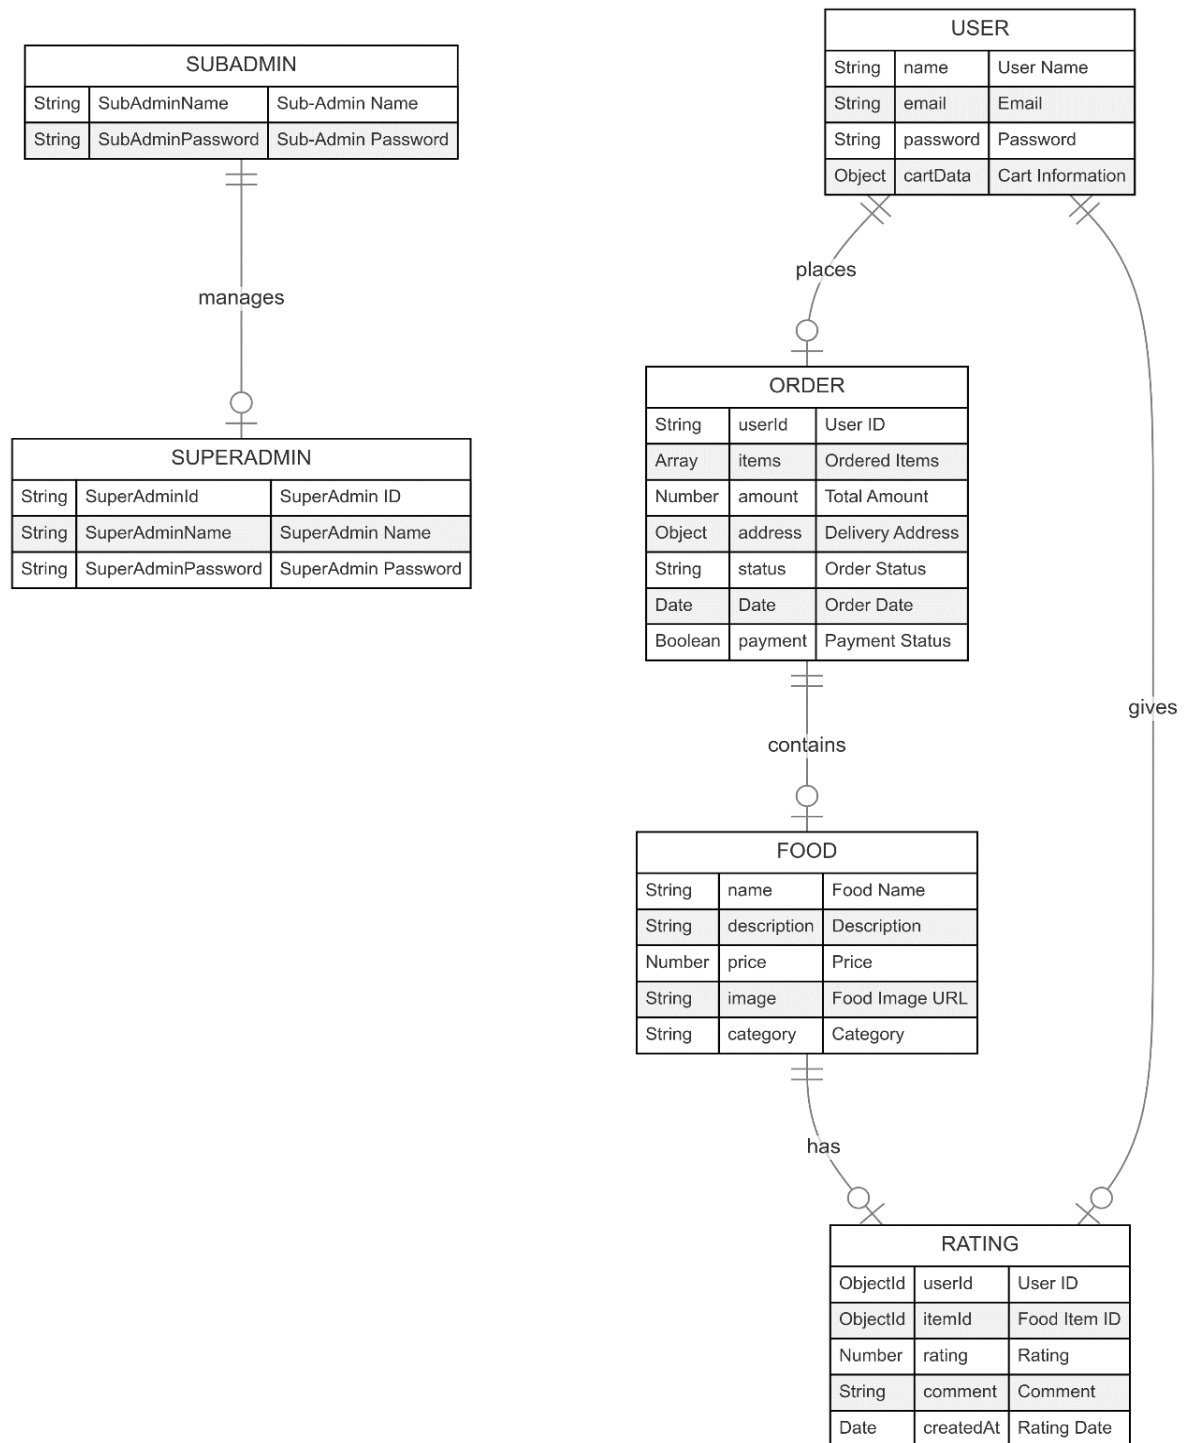 SUBADMIN
String SubAdminName Sub-Admin Name
String SubAdminPassword Sub-Admin Password
manages
SUPERADMIN
String SuperAdminId SuperAdmin ID
String SuperAdminName SuperAdmin Name
String SuperAdminPassword SuperAdmin Password
USER
String name User Name
String email Email
String password Password
Object cartData Cart Information
places
ORDER
String userId User ID
Array items Ordered Items
Number amount Total Amount
Object address Delivery Address
String status Order Status
Date Date Order Date
Boolean payment Payment Status
gives
contains
FOOD
String name Food Name
String description Description
Number price Price
String image Food Image URL
String category Category
has
RATING
ObjectId userId User ID
ObjectId itemId Food Item ID
Number rating Rating
String comment Comment
Date createdAt Rating Date